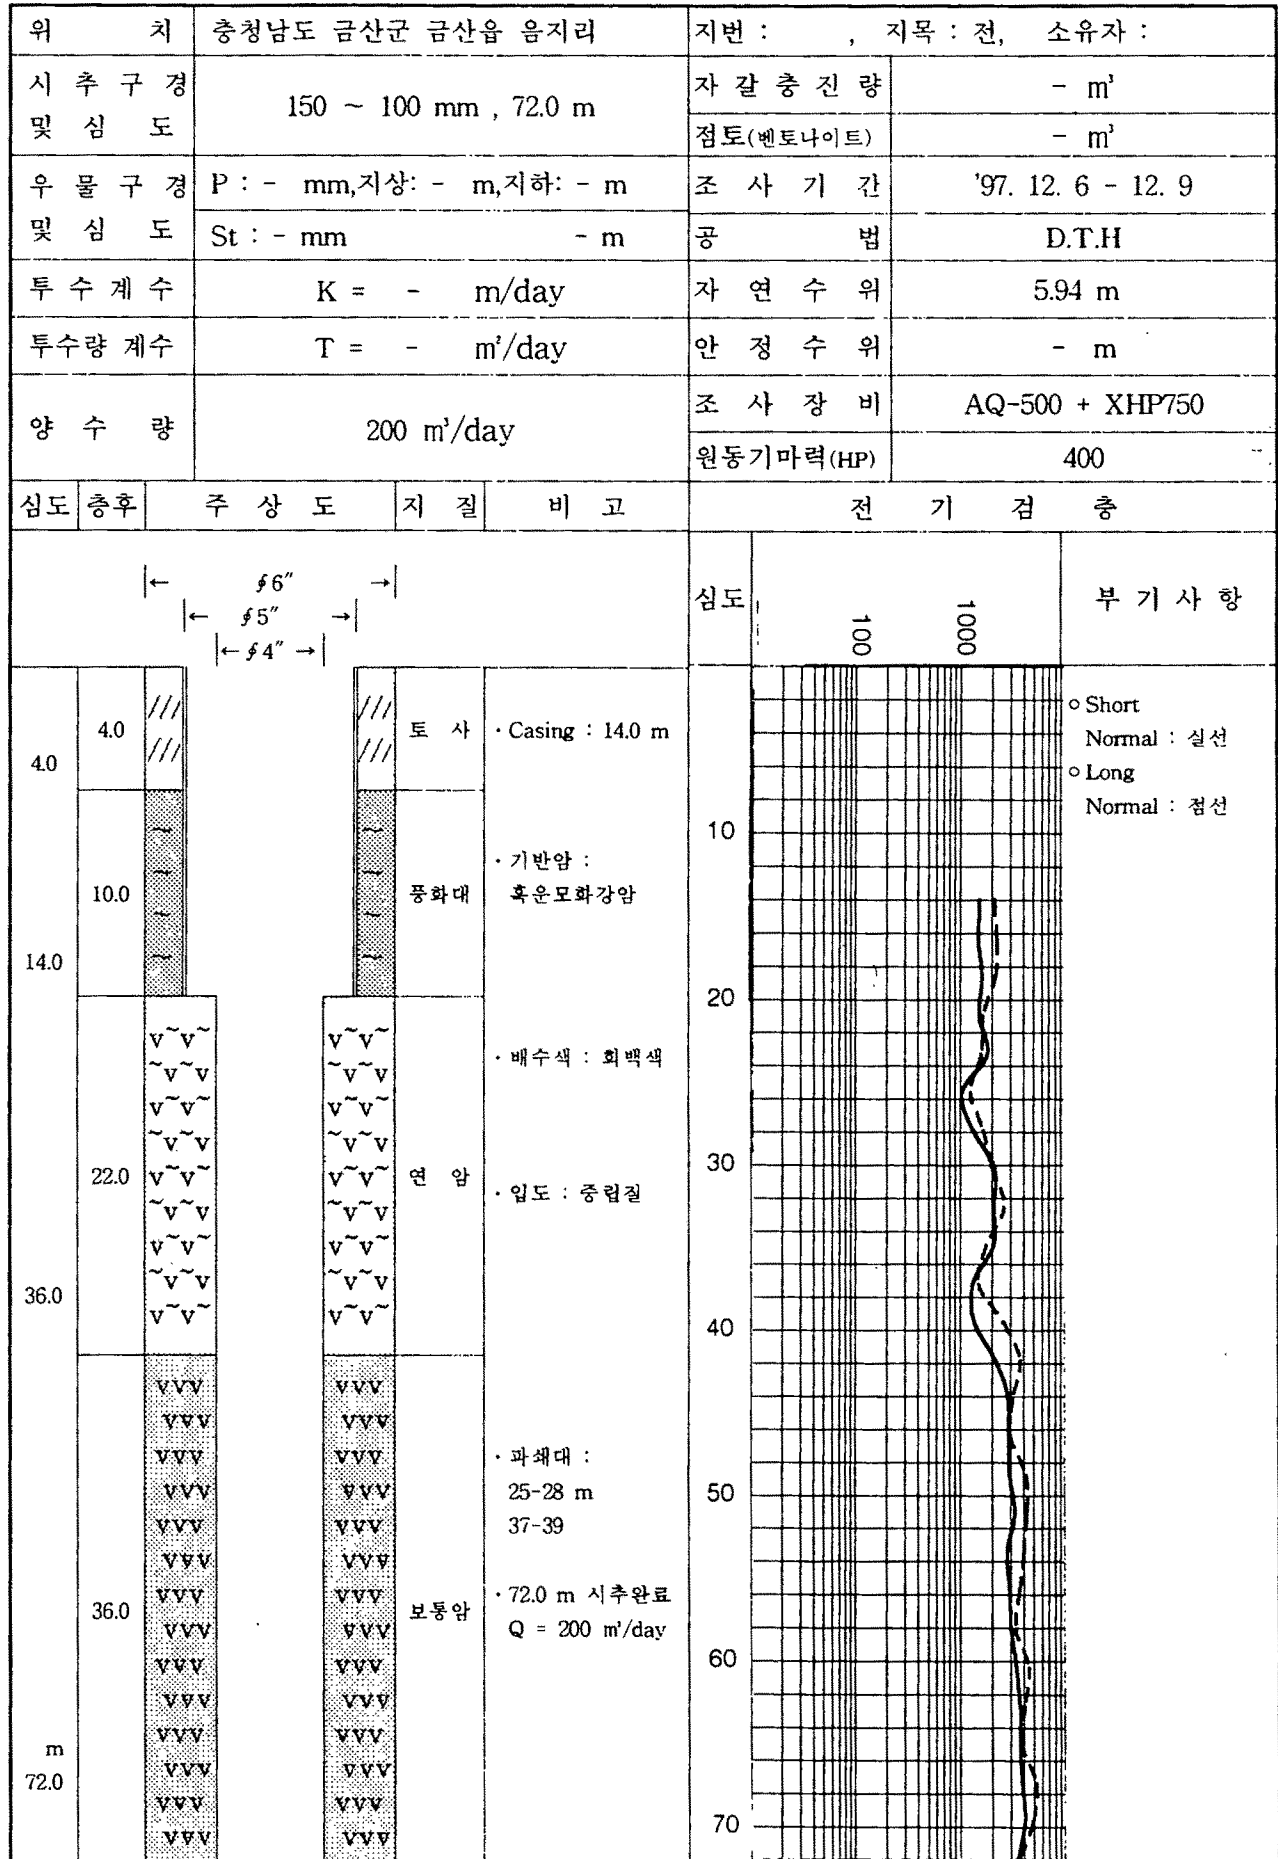 위 치 충청남도 금산군 금산읍 음지리 지번 : , 지목 : 전, 소유자 :
시 추 구 경 및 심 도 150 ~ 100 mm , 72.0 m
자 갈 충 진 량 - m³
점토(벤토나이트) - m³
우 물 구 경 및 심 도 P : - mm,지상: - m,지하: - m
St : - mm - m
조 사 기 간 '97. 12. 6 - 12. 9
공 법 D.T.H
투 수 계 수 K = - m/day
자 연 수 위 5.94 m
투수량 계수 T = - m²/day
안 정 수 위 - m
양 수 량 200 m³/day
조 사 장 비 AQ-500 + XHP750
원동기마력(HP) 400
심도 층후 주 상 도 지 질 비 고
전 기 검 층
∮6″
∮5″
∮4″
심도
100
1000
부 기 사 항
4.0
4.0
토 사
· Casing : 14.0 m
10.0
14.0
풍화대
· 기반암 :
흑운모화강암
22.0
36.0
연 암
· 배수색 : 회백색
· 입도 : 중립질
36.0
m
72.0
보통암
· 파쇄대 :
25-28 m
37-39
· 72.0 m 시추완료
Q = 200 m³/day
10
20
30
40
50
60
70
○ Short
Normal : 실선
○ Long
Normal : 점선